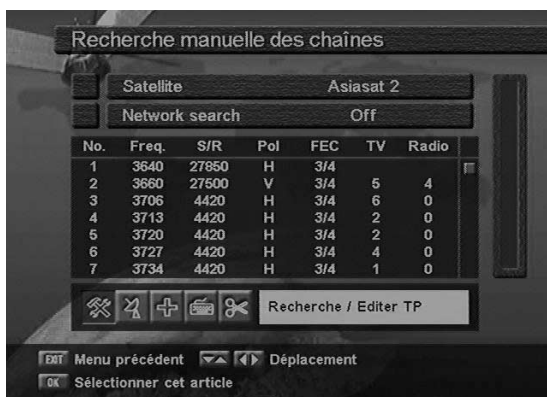 Recherche manuelle des chaînes
Satellite Asiasat 2
Network search Off
No. Freq. S/R Pol FEC TV Radio
1 3640 27850 H 3/4
2 3660 27500 V 3/4 5 4
3 3706 4420 H 3/4 6 0
4 3713 4420 H 3/4 2 0
5 3720 4420 H 3/4 2 0
6 3727 4420 H 3/4 4 0
7 3734 4420 H 3/4 1 0
Recherche / Editer TP
EXIT Menu précédent Déplacement
OK Sélectionner cet article